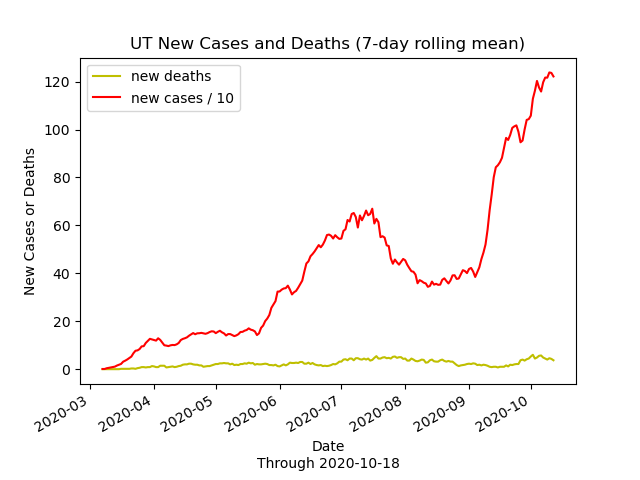 UT New Cases and Deaths (7-day rolling mean)
new deaths
new cases / 10
New Cases or Deaths
120
100
80
60
40
20
0
2020-03
2020-04
2020-05
2020-06
2020-07
2020-08
2020-09
2020-10
Date
Through 2020-10-18